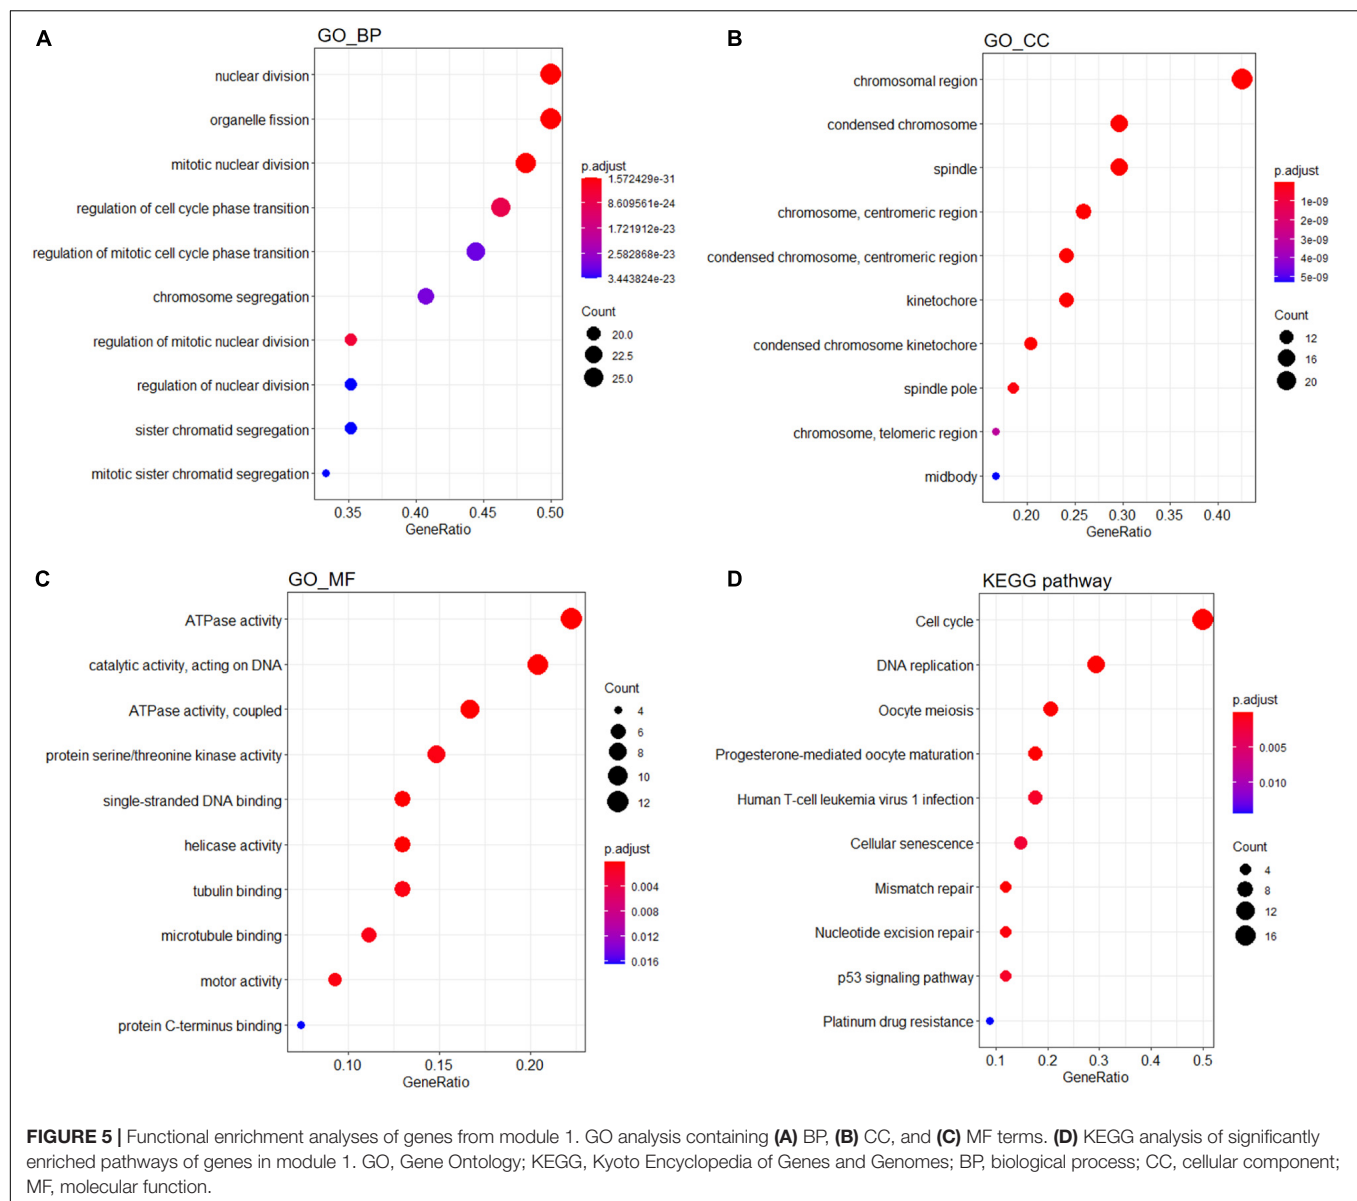 A
GO_BP
nuclear division
organelle fission
mitotic nuclear division
regulation of cell cycle phase transition
regulation of mitotic cell cycle phase transition
chromosome segregation
regulation of mitotic nuclear division
regulation of nuclear division
sister chromatid segregation
mitotic sister chromatid segregation
0.35 0.40 0.45 0.50
GeneRatio
p.adjust
1.572429e-31
8.609561e-24
1.721912e-23
2.582868e-23
3.443824e-23
Count
20.0
22.5
25.0
B
GO_CC
chromosomal region
condensed chromosome
spindle
chromosome, centromeric region
condensed chromosome, centromeric region
kinetochore
condensed chromosome kinetochore
spindle pole
chromosome, telomeric region
midbody
0.20 0.25 0.30 0.35 0.40
GeneRatio
p.adjust
1e-09
2e-09
3e-09
4e-09
5e-09
Count
12
16
20
C
GO_MF
ATPase activity
catalytic activity, acting on DNA
ATPase activity, coupled
protein serine/threonine kinase activity
single-stranded DNA binding
helicase activity
tubulin binding
microtubule binding
motor activity
protein C-terminus binding
0.10 0.15 0.20
GeneRatio
Count
4
6
8
10
12
p.adjust
0.004
0.008
0.012
0.016
D
KEGG pathway
Cell cycle
DNA replication
Oocyte meiosis
Progesterone-mediated oocyte maturation
Human T-cell leukemia virus 1 infection
Cellular senescence
Mismatch repair
Nucleotide excision repair
p53 signaling pathway
Platinum drug resistance
0.1 0.2 0.3 0.4 0.5
GeneRatio
p.adjust
0.005
0.010
Count
4
8
12
16
FIGURE 5 | Functional enrichment analyses of genes from module 1. GO analysis containing (A) BP, (B) CC, and (C) MF terms. (D) KEGG analysis of significantly
enriched pathways of genes in module 1. GO, Gene Ontology; KEGG, Kyoto Encyclopedia of Genes and Genomes; BP, biological process; CC, cellular component;
MF, molecular function.